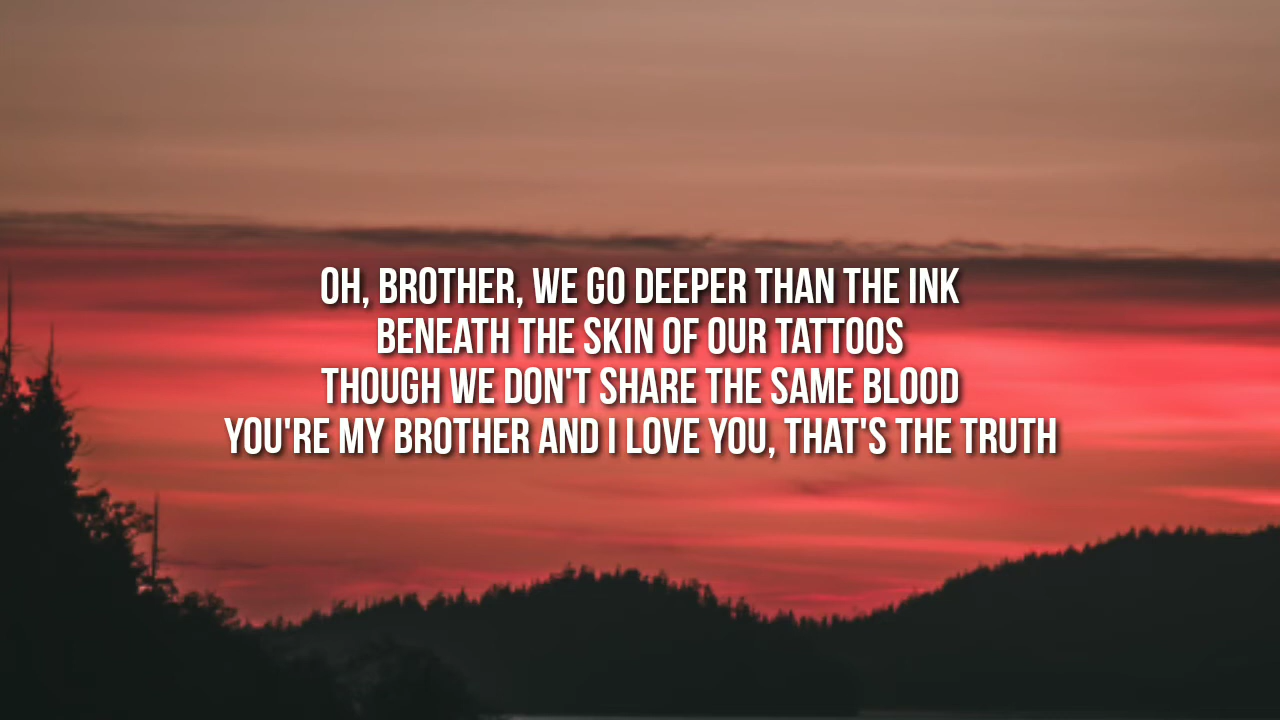 OH, BROTHER, WE GO DEEPER THAN THE INK
BENEATH THE SKIN OF OUR TATTOOS
THOUGH WE DON'T SHARE THE SAME BLOOD
YOU'RE MY BROTHER AND I LOVE YOU, THAT'S THE TRUTH